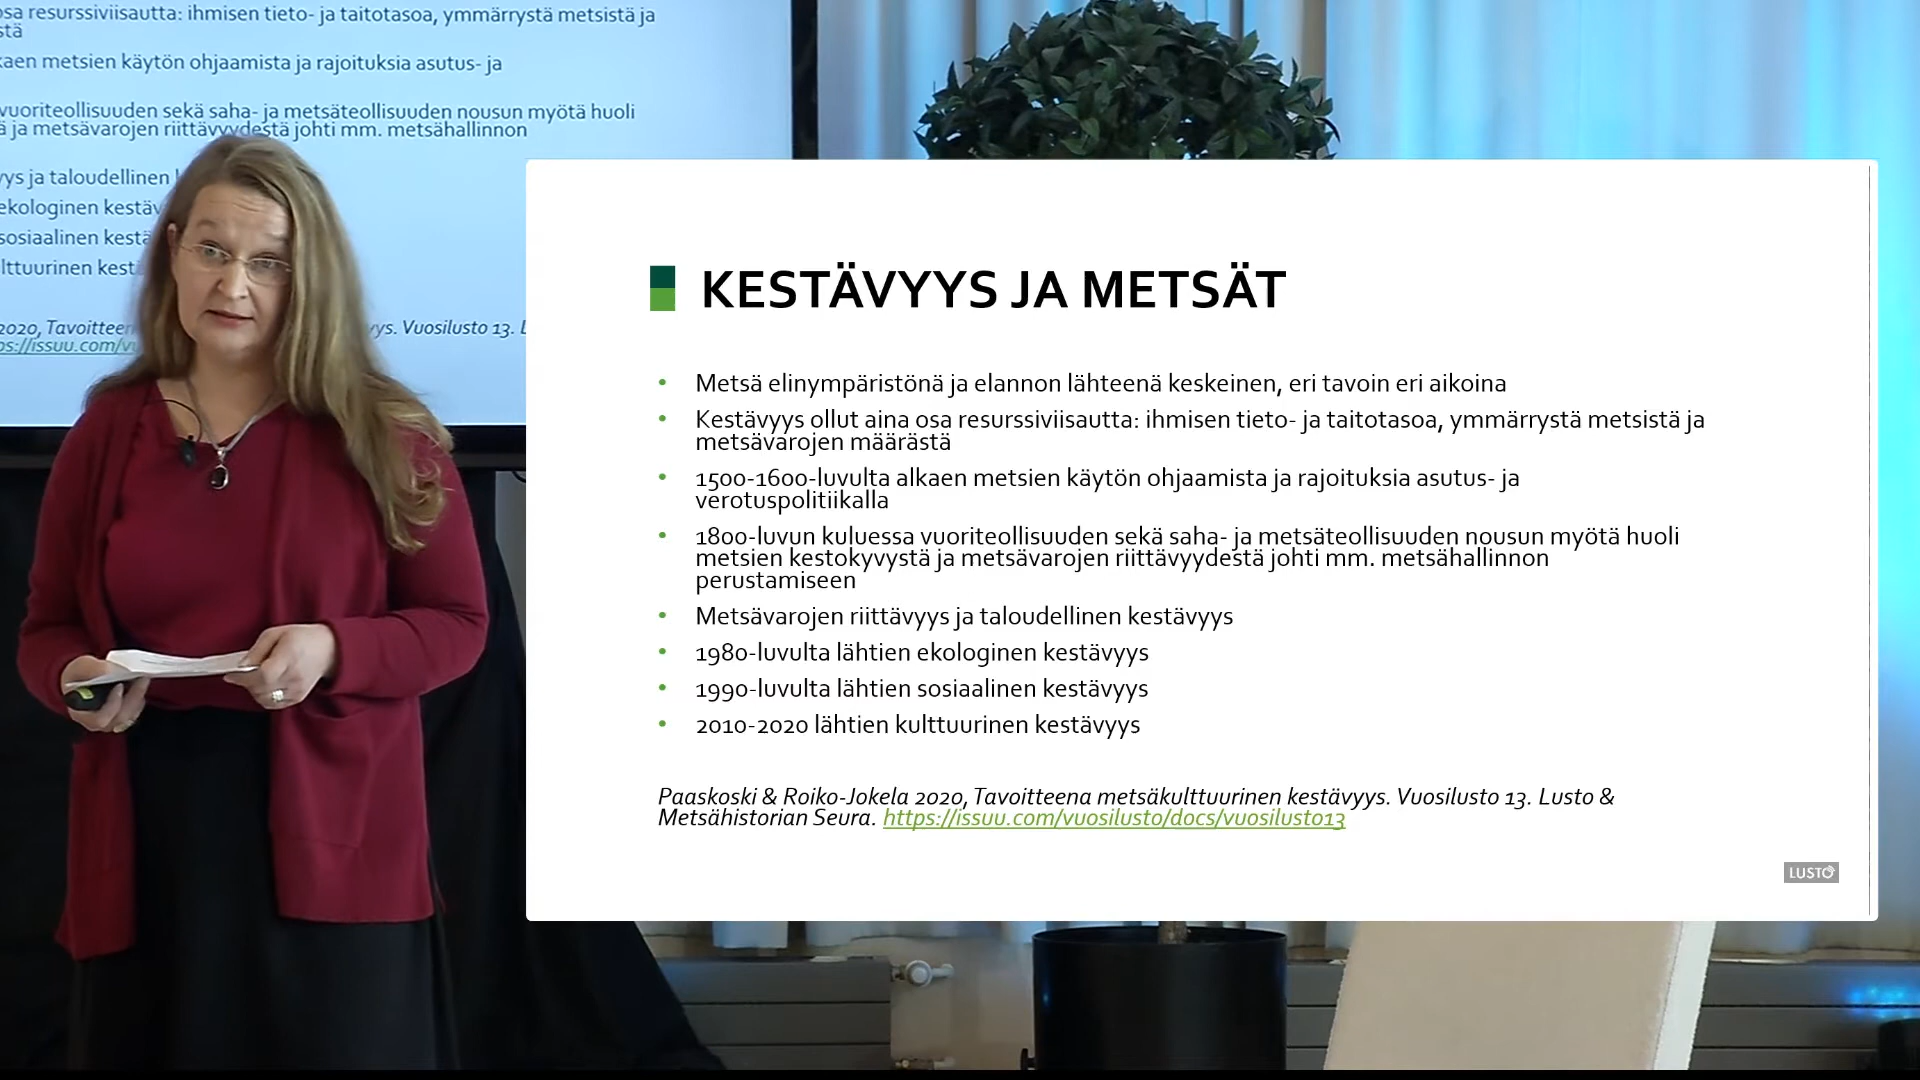 osa resurssiviisautta: ihmisen tieto- ja taitotasoa, ymmärrystä metsistä ja
stä
kaen metsien käytön ohjaamista ja rajoituksia asutus- ja
vuoriteollisuuden sekä saha- ja metsäteollisuuden nousun myötä huoli
ä ja metsävarojen riittävyydestä johti mm. metsähallinnon
yys ja taloudellinen
ekologinen kestäv
sosiaalinen kestä
lttuurinen kest
2020, Tavoitteen yys. Vuosilusto 13.
ps://issuu.com/vu
KESTÄVYYS JA METSÄT
• Metsä elinympäristönä ja elannon lähteenä keskeinen, eri tavoin eri aikoina
• Kestävyys ollut aina osa resurssiviisautta: ihmisen tieto- ja taitotasoa, ymmärrystä metsistä ja
metsävarojen määrästä
• 1500-1600-luvulta alkaen metsien käytön ohjaamista ja rajoituksia asutus- ja
verotuspolitiikalla
• 1800-luvun kuluessa vuoriteollisuuden sekä saha- ja metsäteollisuuden nousun myötä huoli
metsien kestokyvystä ja metsävarojen riittävyydestä johti mm. metsähallinnon
perustamiseen
• Metsävarojen riittävyys ja taloudellinen kestävyys
• 1980-luvulta lähtien ekologinen kestävyys
• 1990-luvulta lähtien sosiaalinen kestävyys
• 2010-2020 lähtien kulttuurinen kestävyys
Paaskoski & Roiko-Jokela 2020, Tavoitteena metsäkulttuurinen kestävyys. Vuosilusto 13. Lusto &
Metsähistorian Seura. https://issuu.com/vuosilusto/docs/vuosilusto13
LUSTO